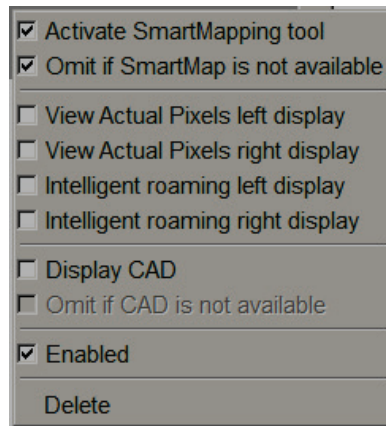 Activate SmartMapping tool
Omit if SmartMap is not available
View Actual Pixels left display
View Actual Pixels right display
Intelligent roaming left display
Intelligent roaming right display
Display CAD
Omit if CAD is not available
Enabled
Delete